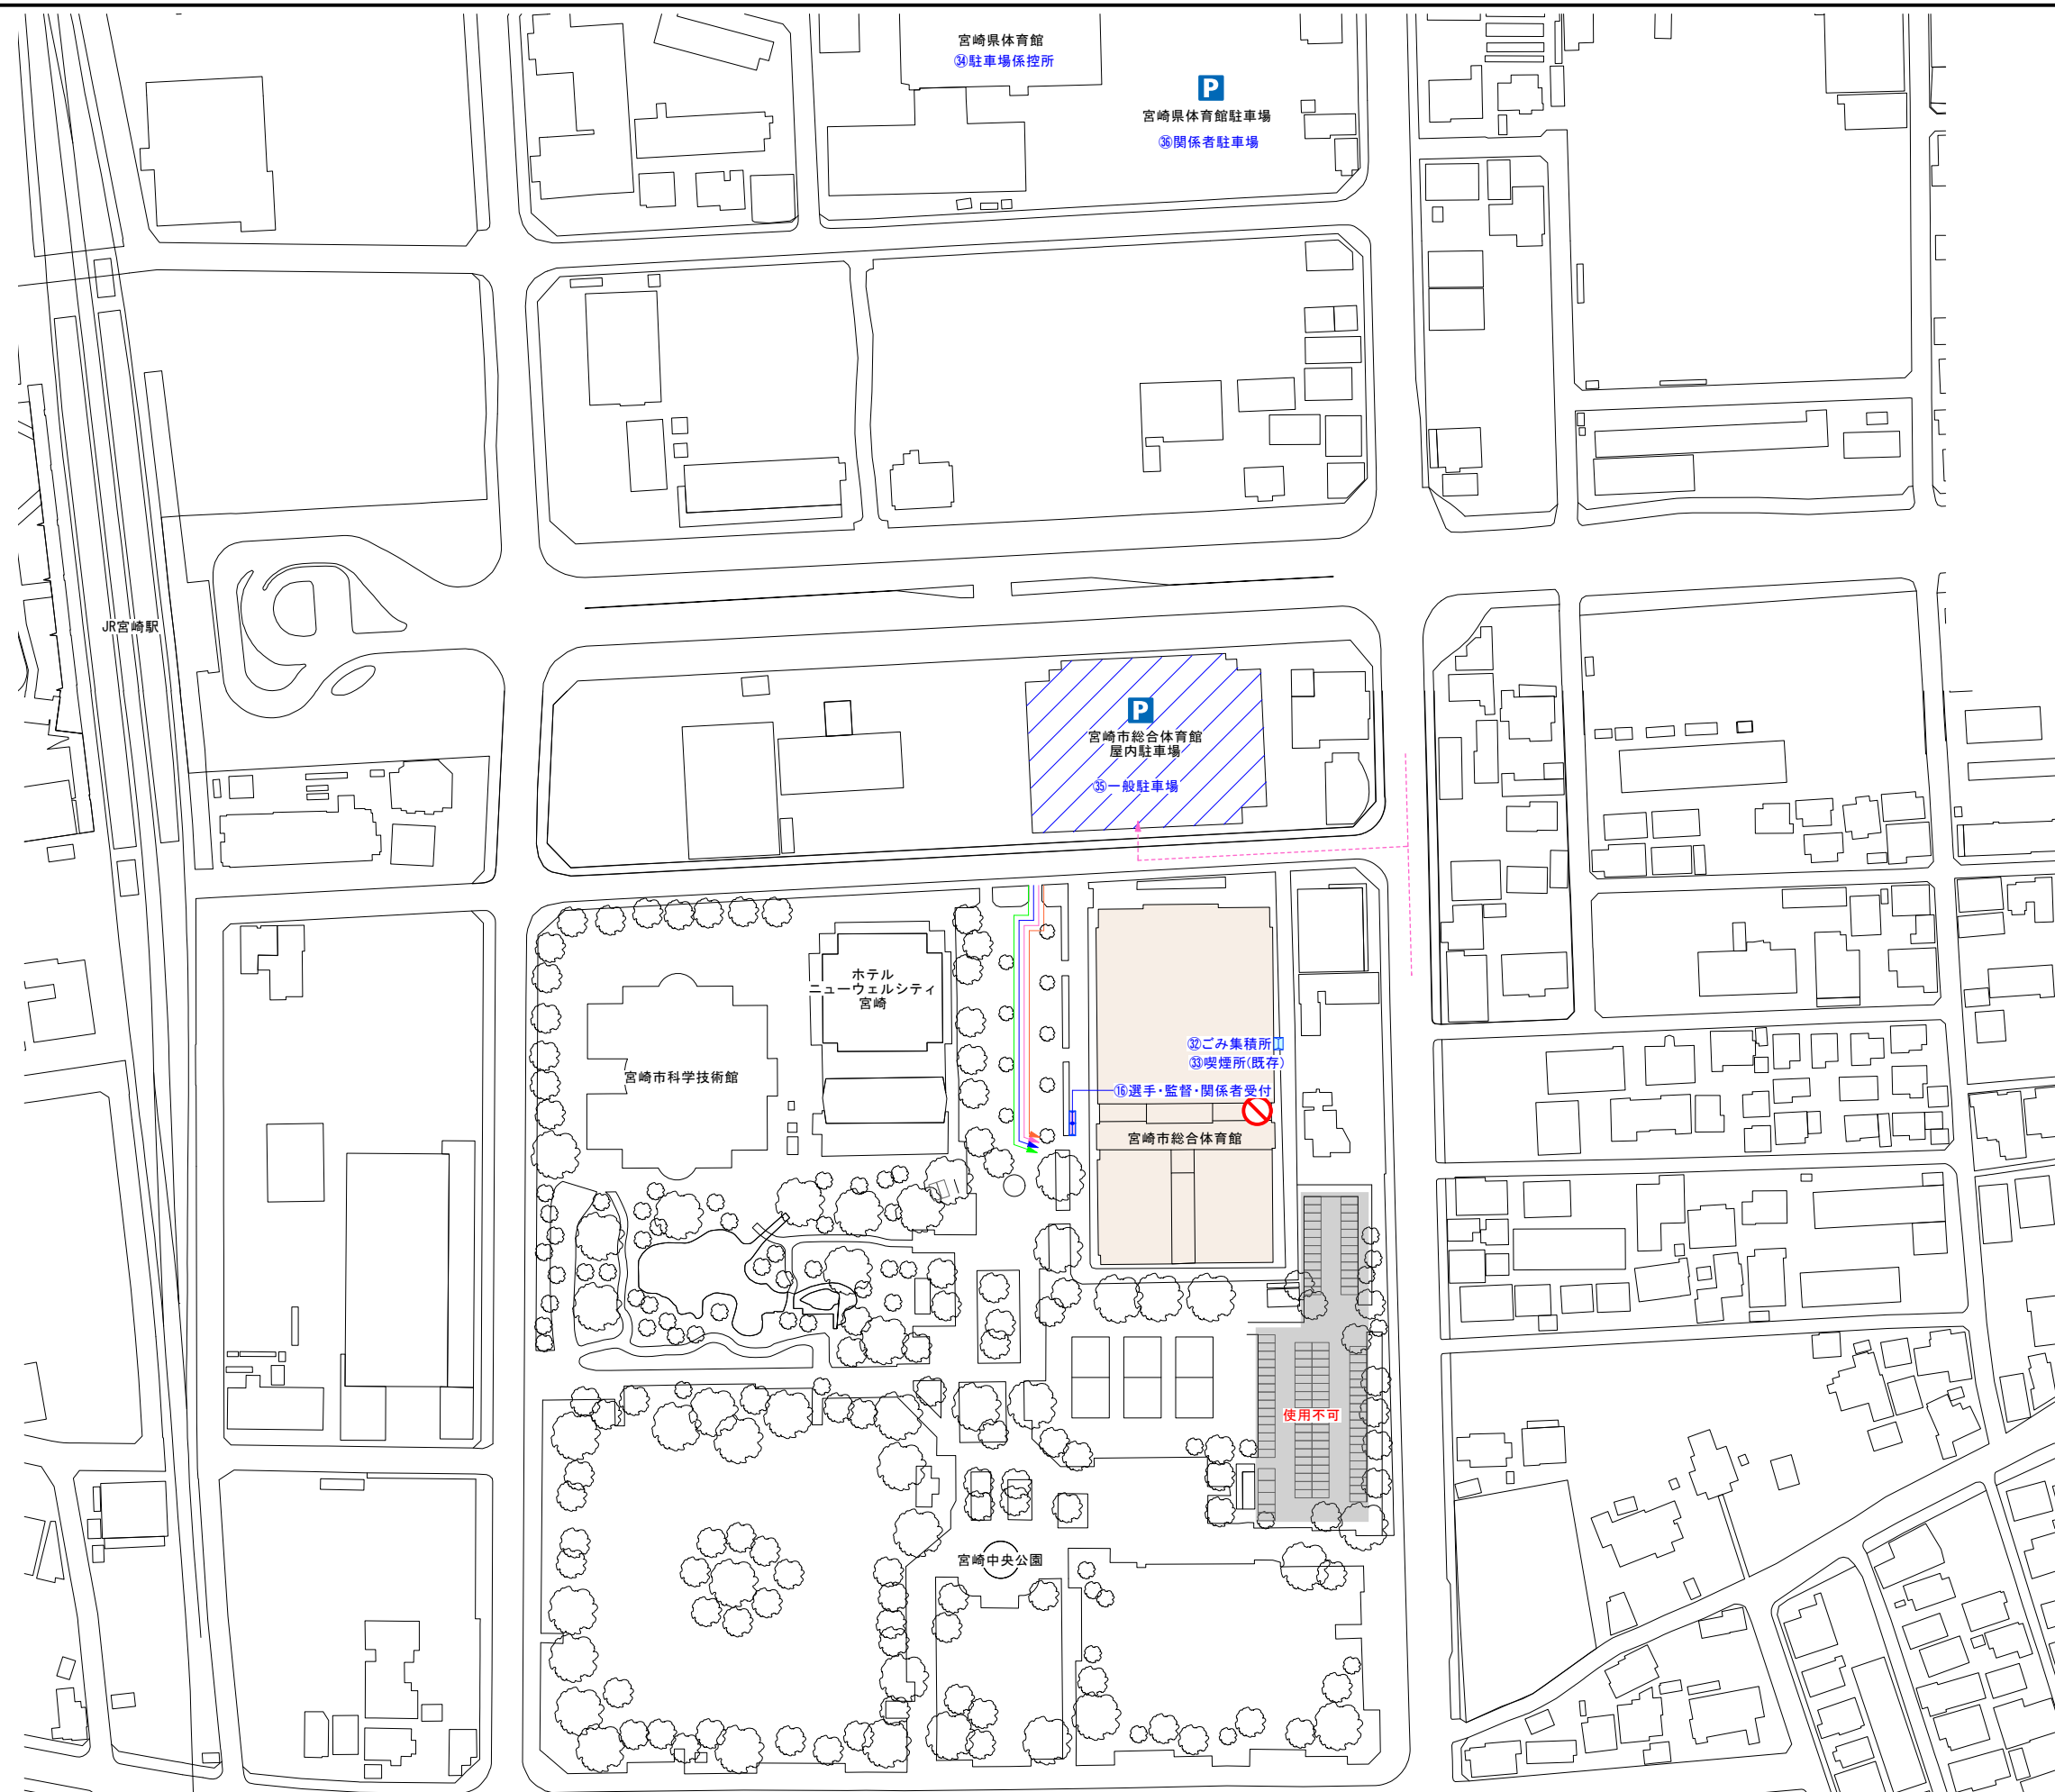 宮崎県体育館
㉞駐車場係控所
P
宮崎県体育館駐車場
㊱関係者駐車場
JR宮崎駅
P
宮崎市総合体育館
屋内駐車場
㉟一般駐車場
ホテル
ニューウェルシティ
宮崎
㉜ごみ集積所
㉝喫煙所(既存)
宮崎市科学技術館
⑯選手・監督・関係者受付
宮崎市総合体育館
使用不可
宮崎中央公園